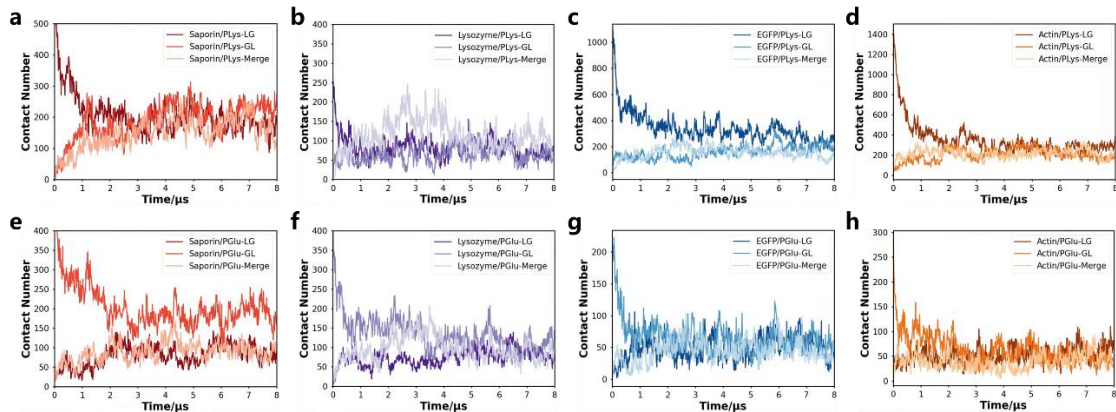 a
500
400
300
200
100
0
Contact Number
Saporin/PLys-LG
Saporin/PLys-GL
Saporin/PLys-Merge
0 1 2 3 4 5 6 7 8
Time/μs
b
400
350
300
250
200
150
100
50
0
Contact Number
Lysozyme/PLys-LG
Lysozyme/PLys-GL
Lysozyme/PLys-Merge
0 1 2 3 4 5 6 7 8
Time/μs
c
1000
800
600
400
200
0
Contact Number
EGFP/PLys-LG
EGFP/PLys-GL
EGFP/PLys-Merge
0 1 2 3 4 5 6 7 8
Time/μs
d
1400
1200
1000
800
600
400
200
0
Contact Number
Actin/PLys-LG
Actin/PLys-GL
Actin/PLys-Merge
0 1 2 3 4 5 6 7 8
Time/μs
e
400
350
300
250
200
150
100
50
0
Contact Number
Saporin/PGlu-LG
Saporin/PGlu-GL
Saporin/PGlu-Merge
0 1 2 3 4 5 6 7 8
Time/μs
f
400
350
300
250
200
150
100
50
0
Contact Number
Lysozyme/PGlu-LG
Lysozyme/PGlu-GL
Lysozyme/PGlu-Merge
0 1 2 3 4 5 6 7 8
Time/μs
g
200
150
100
50
0
Contact Number
EGFP/PGlu-LG
EGFP/PGlu-GL
EGFP/PGlu-Merge
0 1 2 3 4 5 6 7 8
Time/μs
h
300
250
200
150
100
50
0
Contact Number
Actin/PGlu-LG
Actin/PGlu-GL
Actin/PGlu-Merge
0 1 2 3 4 5 6 7 8
Time/μs